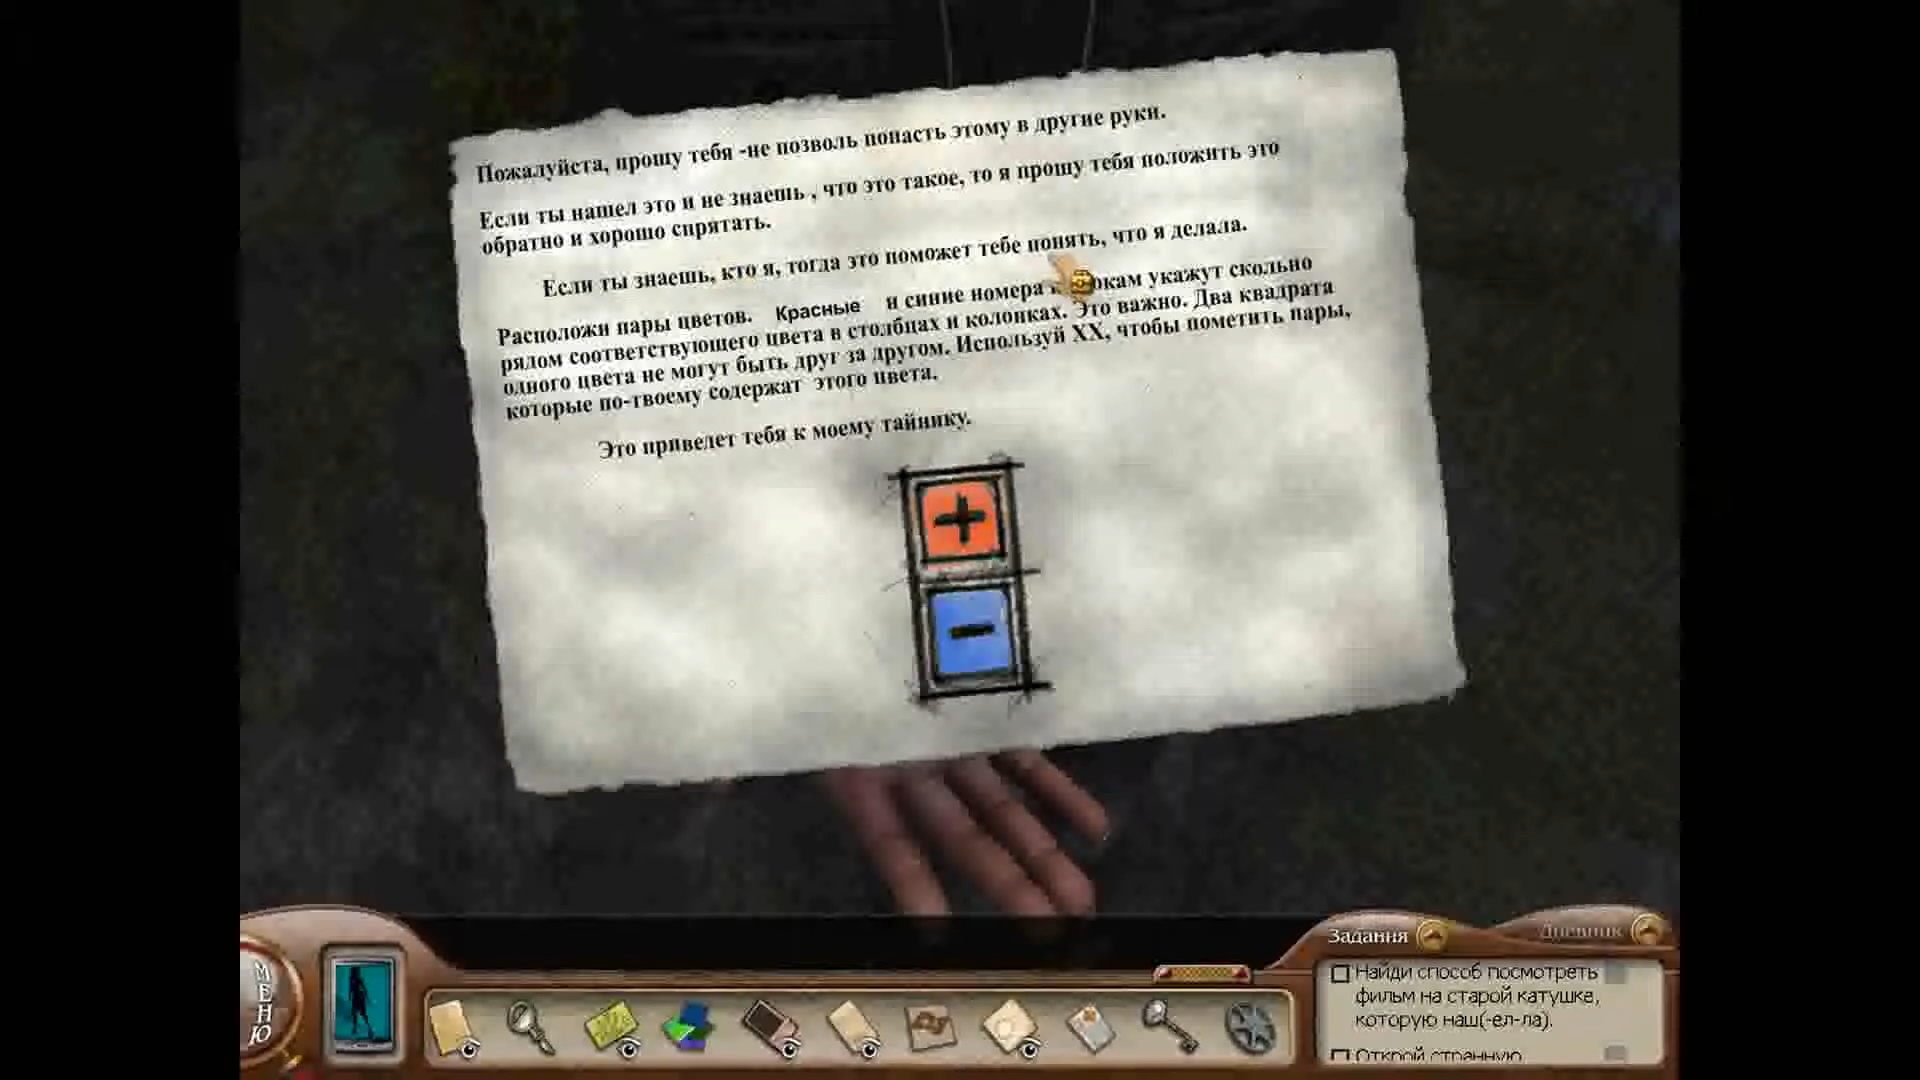 Пожалуйста, прошу тебя -не позволь попасть этому в другие руки.
Если ты нашел это и не знаешь , что это такое, то я прошу тебя положить это
обратно и хорошо спрятать.
Если ты знаешь, кто я, тогда это поможет тебе понять, что я делала.
Расположи пары цветов. Красные и синие номера укажут сколько
рядом соответствующего цвета в столбцах и колонках. Это важно. Два квадрата
одного цвета не могут быть друг за другом. Используй ХХ, чтобы пометить пары,
которые по-твоему содержат этого цвета.
Это приведет тебя к моему тайнику.
+
-
МЕНЮ
Задания
Дневник
Найди способ посмотреть
фильм на старой катушке,
которую наш(-ел-ла).
Открой странную